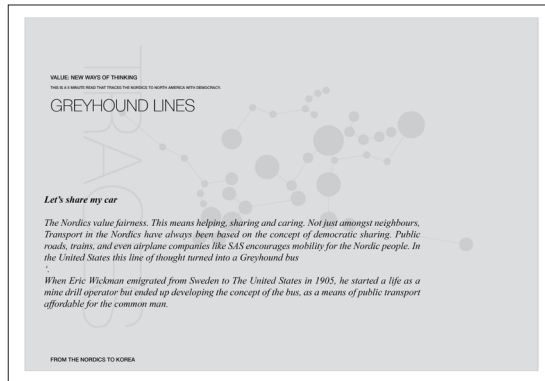 VALUE: NEW WAYS OF THINKING
THIS IS A 5 MINUTE READ THAT TRACES THE NORDICS TO NORTH AMERICA WITH DEMOCRACY.
GREYHOUND LINES
TRACES
Let's share my car
The Nordics value fairness. This means helping, sharing and caring. Not just amongst neighbours,
Transport in the Nordics have always been based on the concept of democratic sharing. Public
roads, trains, and even airplane companies like SAS encourages mobility for the Nordic people. In
the United States this line of thought turned into a Greyhound bus
'.
When Eric Wickman emigrated from Sweden to The United States in 1905, he started a life as a
mine drill operator but ended up developing the concept of the bus, as a means of public transport
affordable for the common man.
FROM THE NORDICS TO KOREA